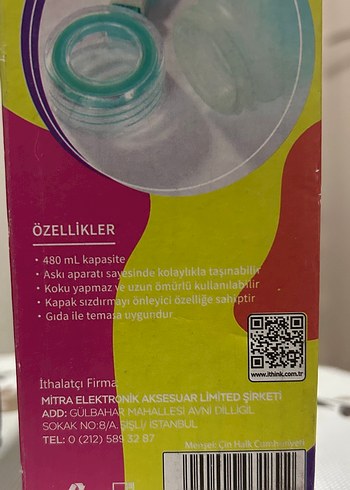 ÖZELLİKLER
• 480 mL kapasite
• Askı aparatı sayesinde kolaylıkla taşınabilir
• Koku yapmaz ve uzun ömürlü kullanılabilir
• Kapak sızdırmayı önleyici özelliğe sahiptir
• Gıda ile temasa uygundur
www.ithink.com.tr
İthalatçı Firma
MİTRA ELEKTRONİK AKSESUAR LİMİTED ŞİRKETİ
ADD: GÜLBAHAR MAHALLESİ AVNİ DİLLİGİL
SOKAK NO:8/A ŞİŞLİ/ İSTANBUL
TEL: 0 (212) 589 32 87
Menşei: Çin Halk Cumhuriyeti